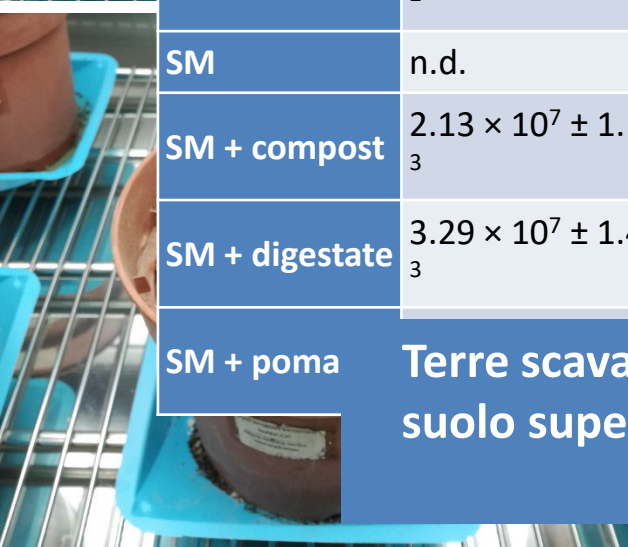 SM n.d.
SM + compost 2.13 × 10⁷ ± 1.
3
SM + digestate 3.29 × 10⁷ ± 1.
3
SM + poma
Terre scava
suolo supe